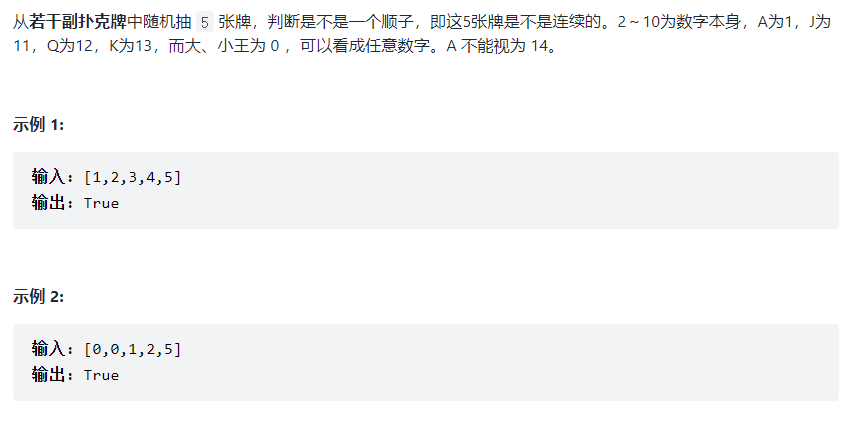 从若干副扑克牌中随机抽 5 张牌，判断是不是一个顺子，即这5张牌是不是连续的。2～10为数字本身，A为1，J为
11，Q为12，K为13，而大、小王为 0 ，可以看成任意数字。A 不能视为 14。
示例 1:
输入: [1,2,3,4,5]
输出: True
示例 2:
输入: [0,0,1,2,5]
输出: True